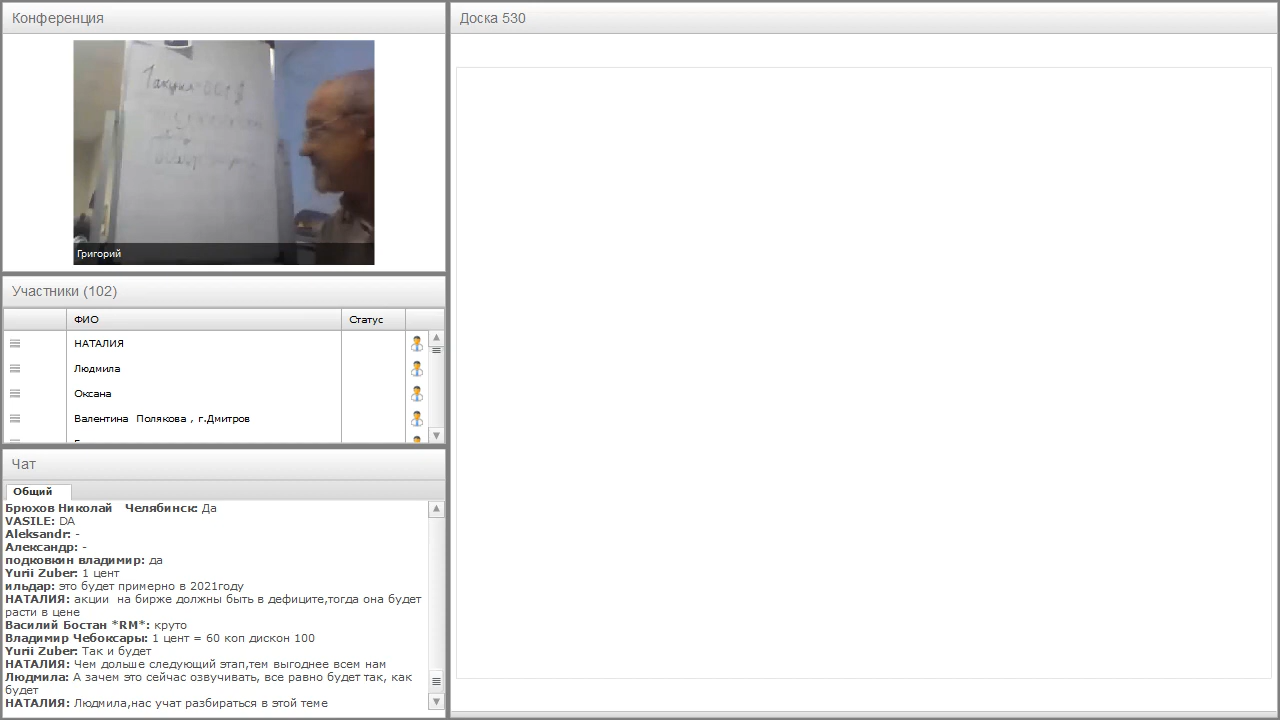 Конференция
Григорий
Участники (102)
ФИО Статус
НАТАЛИЯ
Людмила
Оксана
Валентина Полякова , г.Дмитров
Чат
Общий
Брюхов Николай Челябинск: Да
VASILE: DA
Aleksandr: -
Александр: -
подковкин владимир: да
Yurii Zuber: 1 цент
ильдар: это будет примерно в 2021году
НАТАЛИЯ: акции на бирже должны быть в дефиците,тогда она будет
расти в цене
Василий Бостан *RM*: круто
Владимир Чебоксары: 1 цент = 60 коп дискон 100
Yurii Zuber: Так и будет
НАТАЛИЯ: Чем дольше следующий этап,тем выгоднее всем нам
Людмила: А зачем это сейчас озвучивать, все равно будет так, как
будет
НАТАЛИЯ: Людмила,нас учат разбираться в этой теме
Доска 530